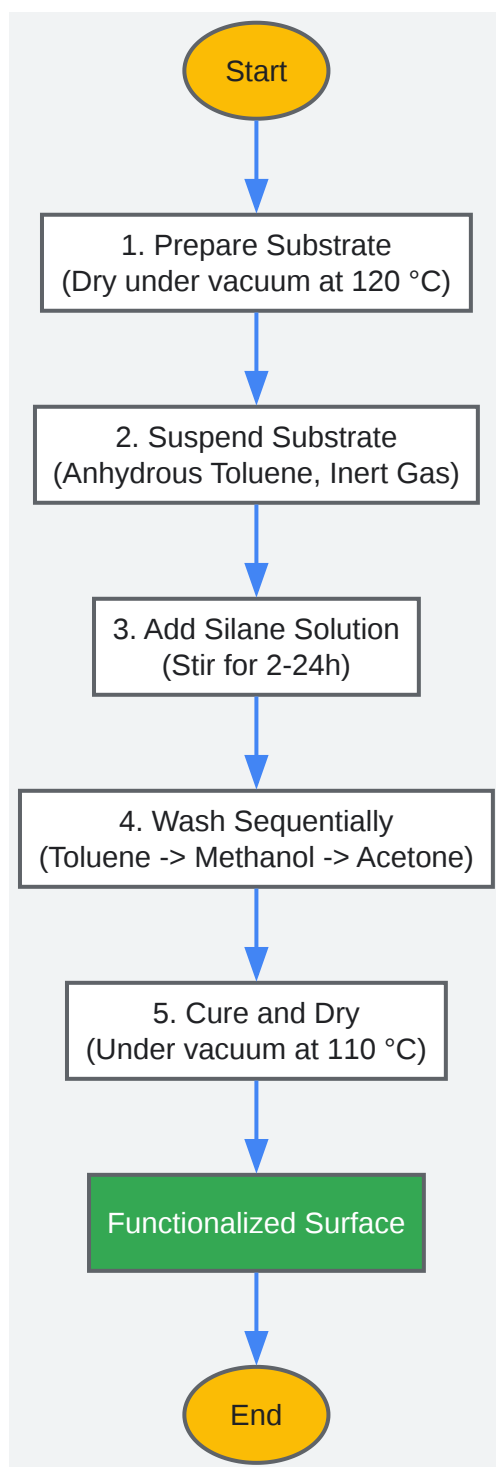 Start
1. Prepare Substrate
(Dry under vacuum at 120 °C)
2. Suspend Substrate
(Anhydrous Toluene, Inert Gas)
3. Add Silane Solution
(Stir for 2-24h)
4. Wash Sequentially
(Toluene -> Methanol -> Acetone)
5. Cure and Dry
(Under vacuum at 110 °C)
Functionalized Surface
End